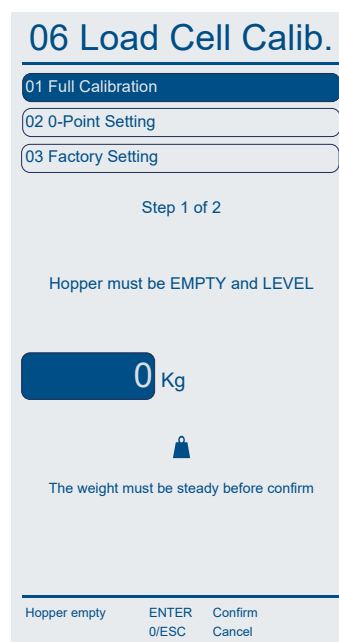 06 Load Cell Calib.
01 Full Calibration
02 0-Point Setting
03 Factory Setting
Step 1 of 2
Hopper must be EMPTY and LEVEL
0 Kg
The weight must be steady before confirm
Hopper empty ENTER Confirm
0/ESC Cancel